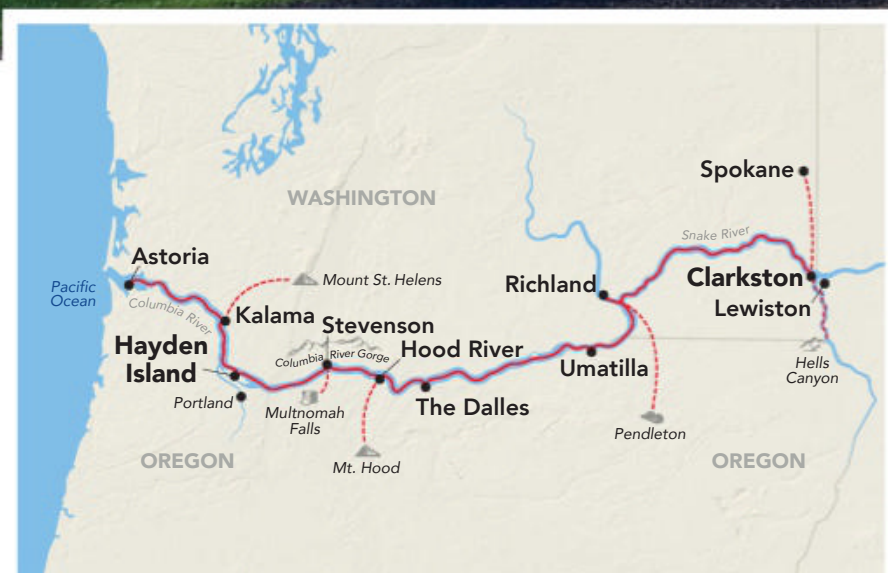 WASHINGTON
Spokane
Snake River
Astoria
Pacific
Ocean
Columbia River
Mount St. Helens
Richland
Clarkston
Lewiston
Kalama
Stevenson
Hayden
Island
Columbia River Gorge
Hood River
Umatilla
Hells
Canyon
Portland
Multnomah
Falls
The Dalles
Pendleton
OREGON
Mt. Hood
OREGON